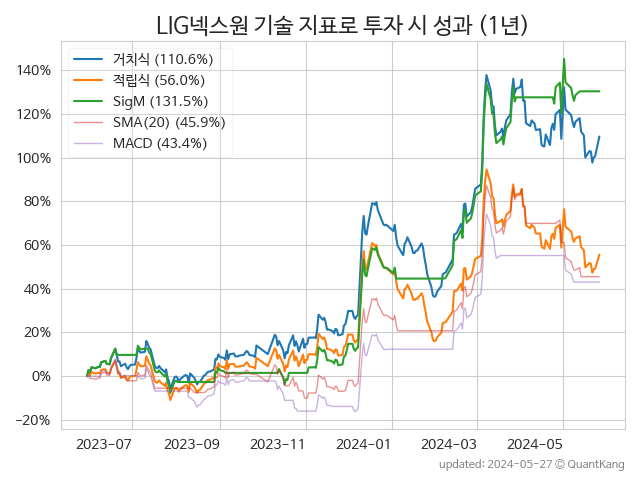 LIG넥스원 기술 지표로 투자 시 성과 (1년)
거치식 (110.6%)
적립식 (56.0%)
SigM (131.5%)
SMA(20) (45.9%)
MACD (43.4%)
140%
120%
100%
80%
60%
40%
20%
0%
−20%
2023−07
2023−09
2023−11
2024−01
2024−03
2024−05
updated: 2024-05-27 © QuantKang